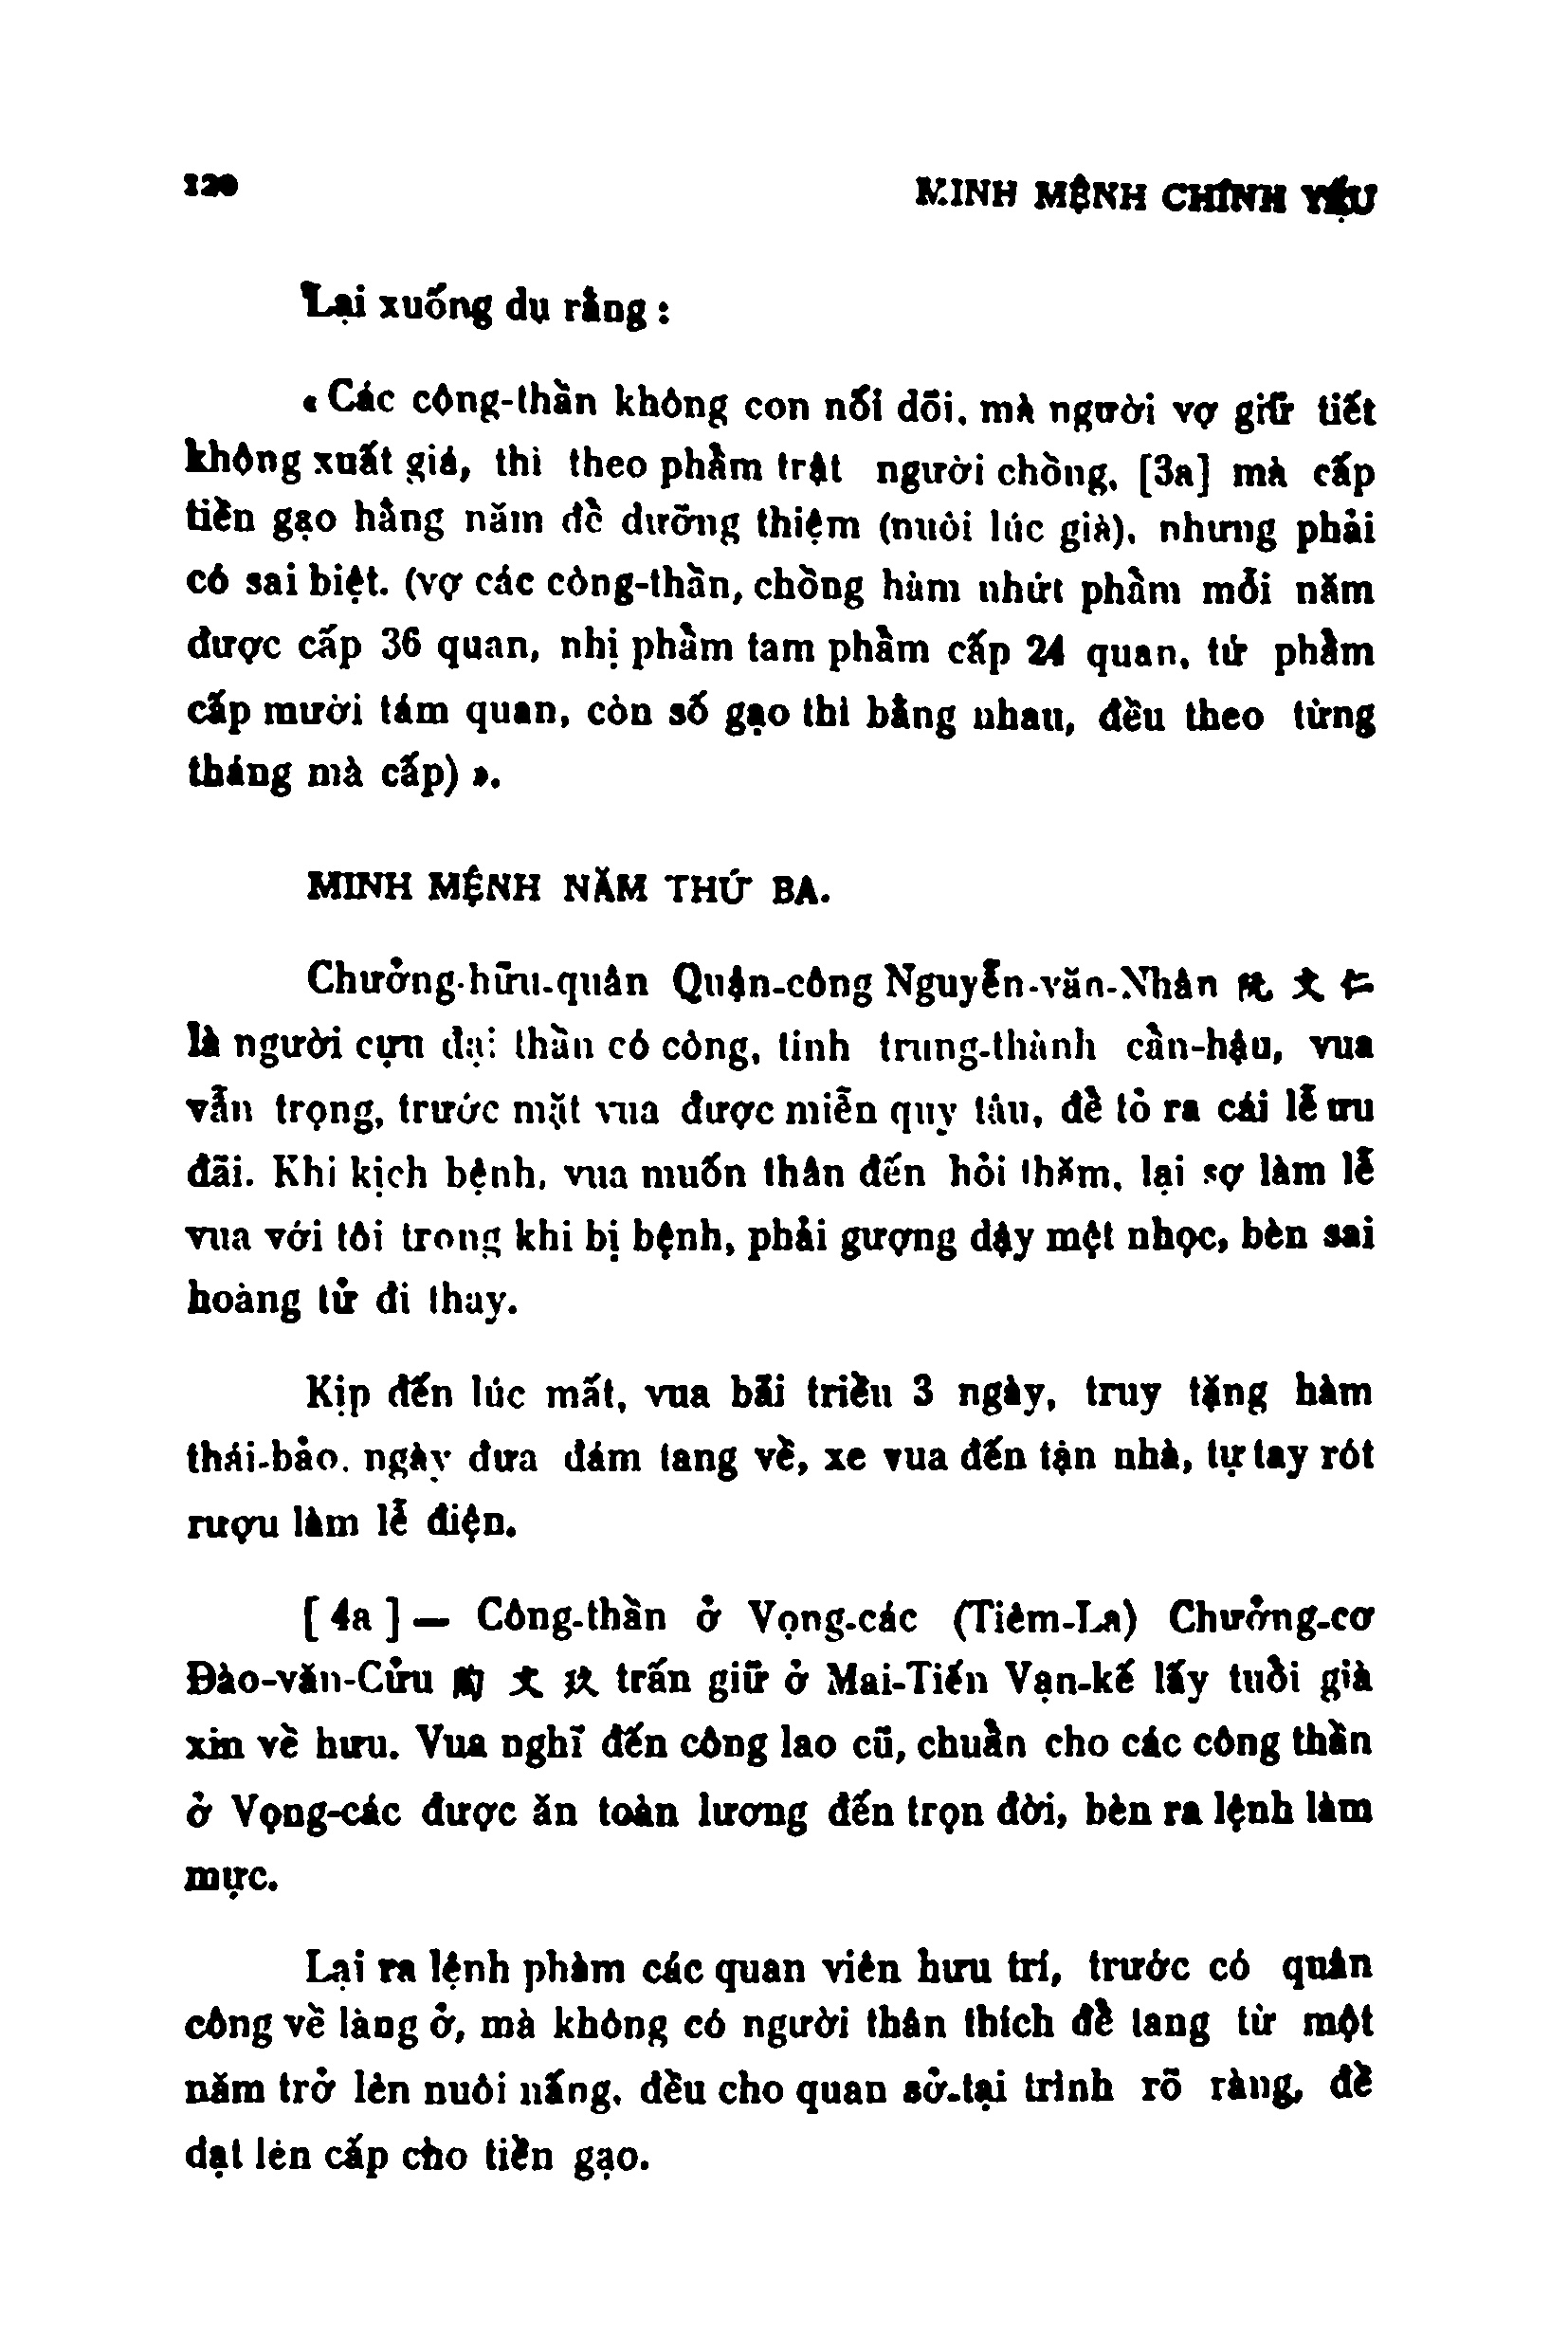 120
MINH MỆNH CHÍNH YẾU
Lại xuống dụ rằng :
« Các công-thần không con nối dõi, mà người vợ giữ tiết
không xuất giá, thì theo phẩm trật người chồng, [3a] mà cấp
tiền gạo hằng năm để dưỡng thiệm (nuôi lúc già), nhưng phải
có sai biệt. (vợ các công-thần, chồng hàm nhứt phẩm mỗi năm
được cấp 36 quan, nhị phẩm tam phẩm cấp 24 quan, tứ phẩm
cấp mười tám quan, còn số gạo thì bằng nhau, đều theo từng
tháng mà cấp) ».
MINH MỆNH NĂM THỨ BA.
Chưởng-hữu-quân Quận-công Nguyễn-văn-Nhân 阮 文 仁
là người cựu đại thần có công, tính trung-thành cần-hậu, vua
vẫn trọng, trước mặt vua được miễn quỵ tâu, để tỏ ra cái lễ ưu
đãi. Khi kịch bệnh, vua muốn thân đến hỏi thăm, lại sợ làm lễ
vua với tôi trong khi bị bệnh, phải gượng dậy mệt nhọc, bèn sai
hoàng tử đi thay.
Kịp đến lúc mất, vua bãi triều 3 ngày, truy tặng hàm
thái-bảo, ngày đưa đám tang về, xe vua đến tận nhà, tự tay rót
rượu làm lễ điện.
[ 4a ] — Công-thần ở Vọng-các (Tiêm-La) Chưởng-cơ
Đào-văn-Cửu 陶 文 玖 trấn giữ ở Mai-Tiến Vạn-kế lấy tuổi già
xin về hưu. Vua nghĩ đến công lao cũ, chuẩn cho các công thần
ở Vọng-các được ăn toàn lương đến trọn đời, bèn ra lệnh làm
mực.
Lại ra lệnh phàm các quan viên hưu trí, trước có quân
công về làng ở, mà không có người thân thích để tang từ một
năm trở lên nuôi nấng, đều cho quan sở-tại trình rõ ràng, để
đạt lên cấp cho tiền gạo.